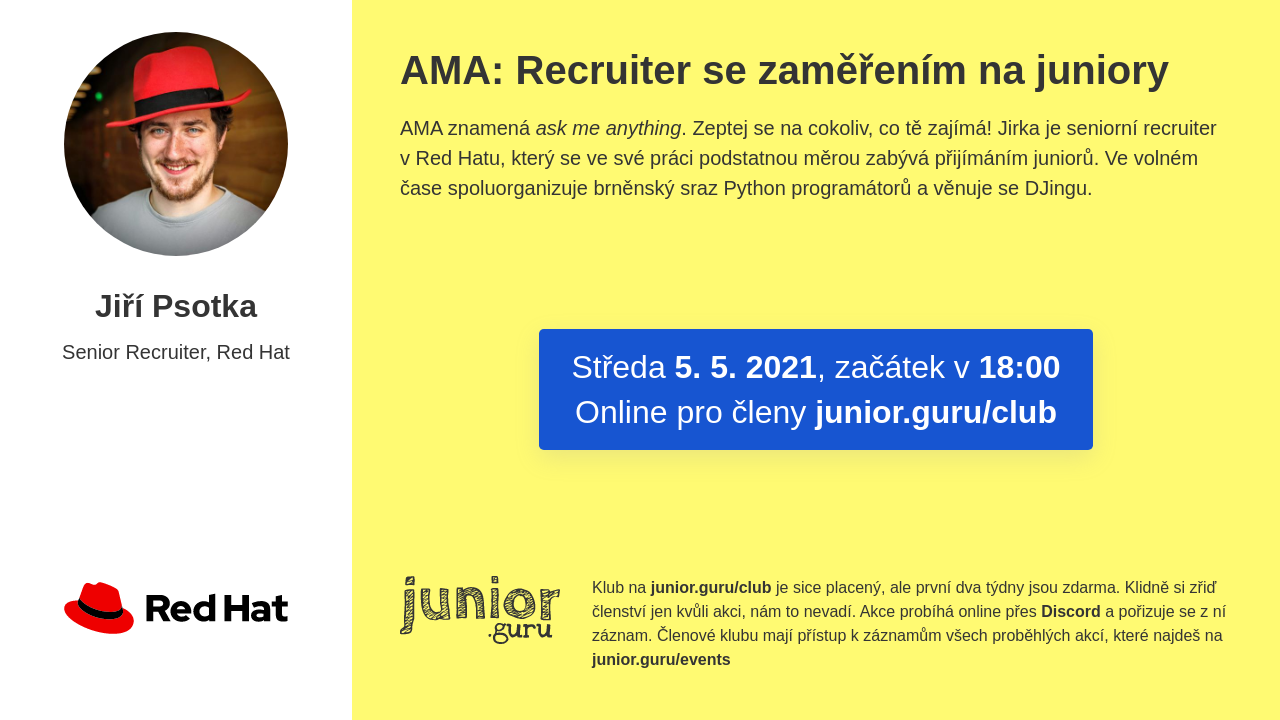 Jiří Psotka
Senior Recruiter, Red Hat
Red Hat
AMA: Recruiter se zaměřením na juniory
AMA znamená ask me anything. Zeptej se na cokoliv, co tě zajímá! Jirka je seniorní recruiter
v Red Hatu, který se ve své práci podstatnou měrou zabývá přijímáním juniorů. Ve volném
čase spoluorganizuje brněnský sraz Python programátorů a věnuje se DJingu.
Středa 5. 5. 2021, začátek v 18:00
Online pro členy junior.guru/club
junior
.guru
Klub na junior.guru/club je sice placený, ale první dva týdny jsou zdarma. Klidně si zřiď
členství jen kvůli akci, nám to nevadí. Akce probíhá online přes Discord a pořizuje se z ní
záznam. Členové klubu mají přístup k záznamům všech proběhlých akcí, které najdeš na
junior.guru/events